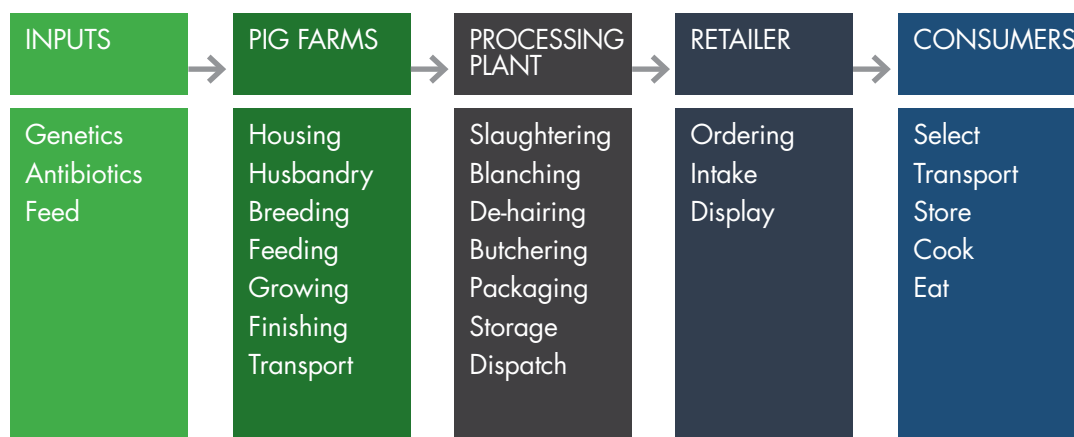 INPUTS
PIG FARMS
PROCESSING
PLANT
RETAILER
CONSUMERS
Genetics
Antibiotics
Feed
Housing
Husbandry
Breeding
Feeding
Growing
Finishing
Transport
Slaughtering
Blanching
De-hairing
Butchering
Packaging
Storage
Dispatch
Ordering
Intake
Display
Select
Transport
Store
Cook
Eat